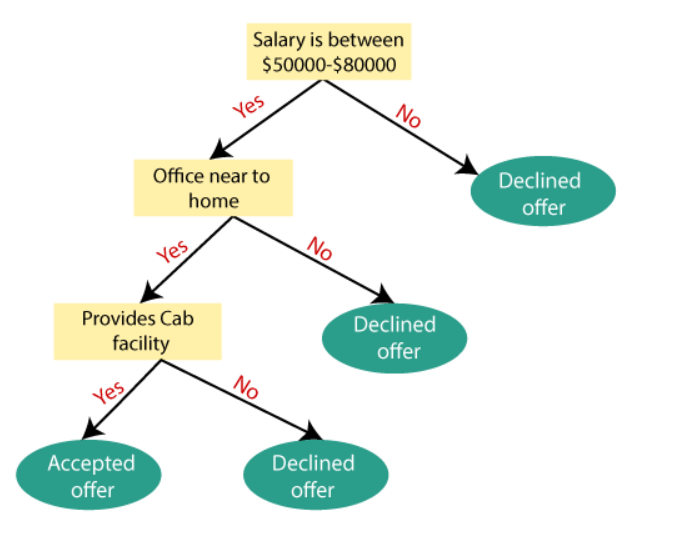 Salary is between
$50000-$80000
Yes
No
Office near to
home
Declined
offer
Yes
No
Provides Cab
facility
Declined
offer
Yes
No
Accepted
offer
Declined
offer